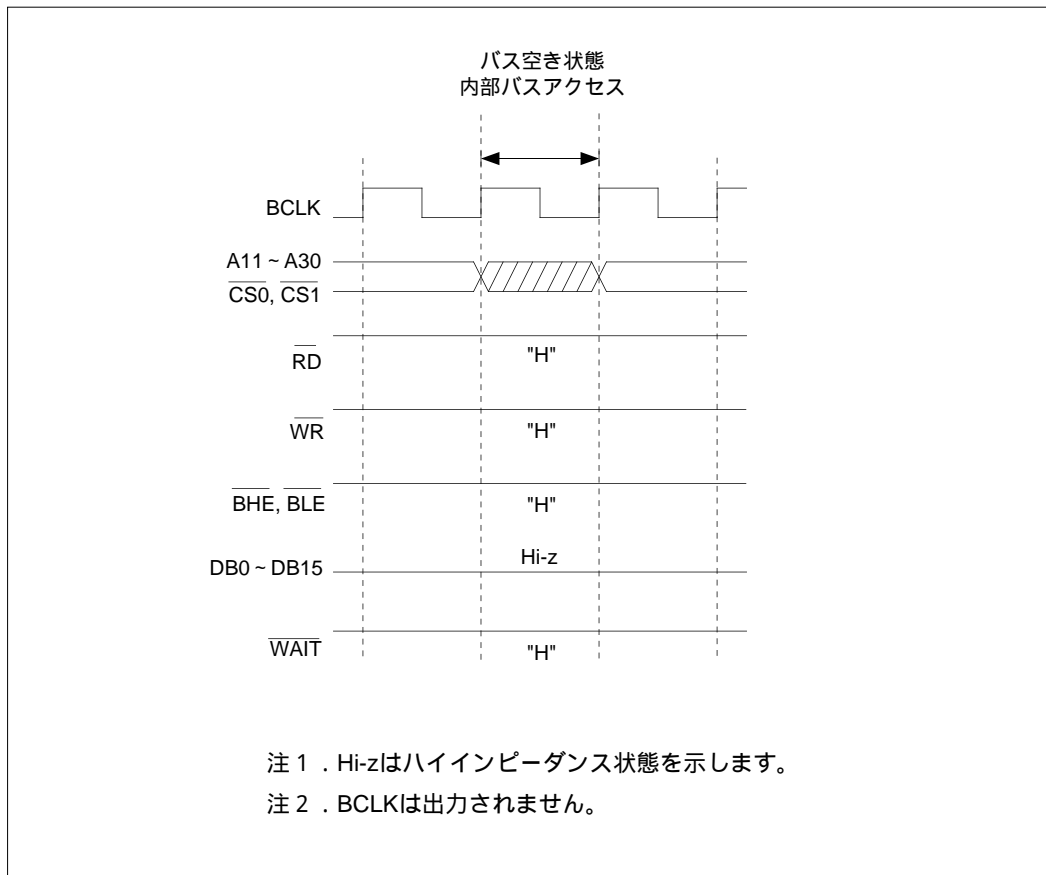 バス空き状態
内部バスアクセス
BCLK
A11 ~ A30
CS0, CS1
RD
"H"
WR
"H"
BHE, BLE
"H"
Hi-z
DB0 ~ DB15
WAIT
"H"
注1．Hi-zはハイインピーダンス状態を示します。
注2．BCLKは出力されません。